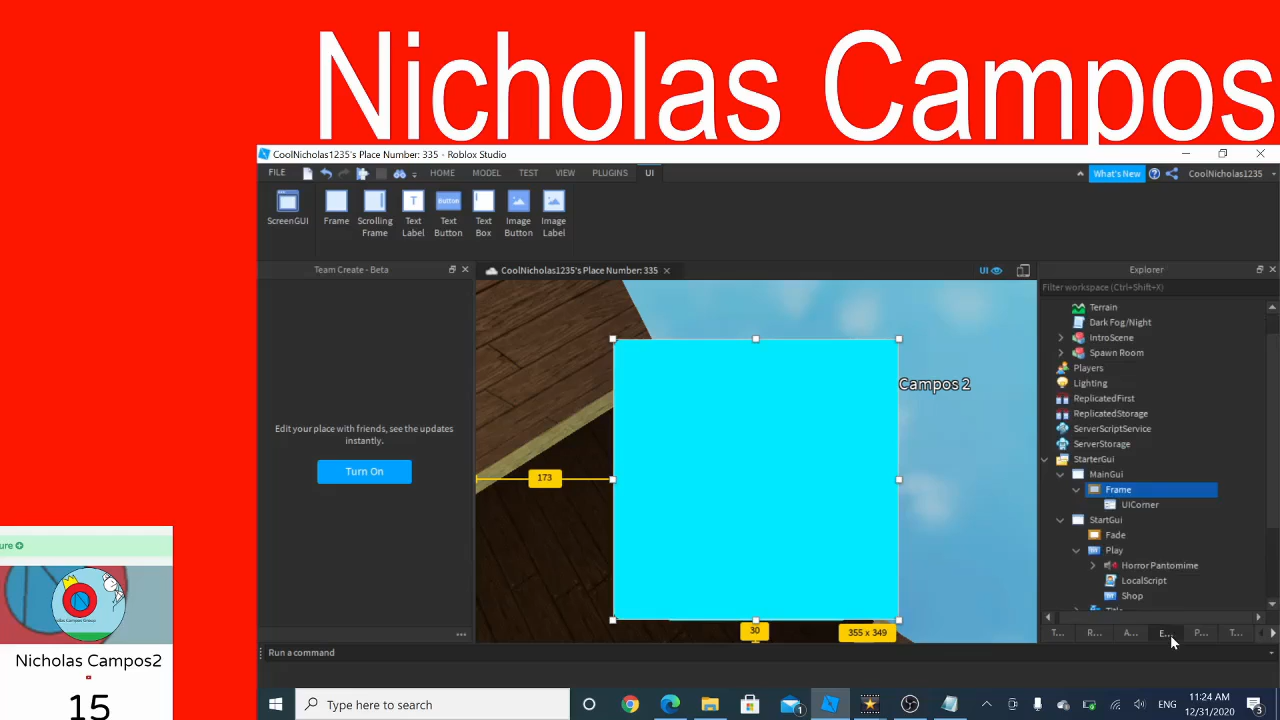 Nicholas Campos
CoolNicholas1235's Place Number: 335 - Roblox Studio
FILE
HOME MODEL TEST VIEW PLUGINS UI
What's New
CoolNicholas1235
ScreenGUI
Frame
Scrolling Frame
Text Label
Text Button
Button
Text Box
Image Button
Image Label
Team Create - Beta
CoolNicholas1235's Place Number: 335
UI
Explorer
Filter workspace (Ctrl+Shift+X)
Terrain
Dark Fog/Night
IntroScene
Spawn Room
Players
Lighting
ReplicatedFirst
ReplicatedStorage
ServerScriptService
ServerStorage
StarterGui
MainGui
Frame
UICorner
StartGui
Fade
Play
Horror Pantomime
LocalScript
Shop
Edit your place with friends, see the updates
instantly.
Turn On
Campos 2
173
30
355 x 349
T... R... A... E... P... T...
Run a command
ure
Nicholas Campos2
15
Type here to search
ENG
11:24 AM
12/31/2020